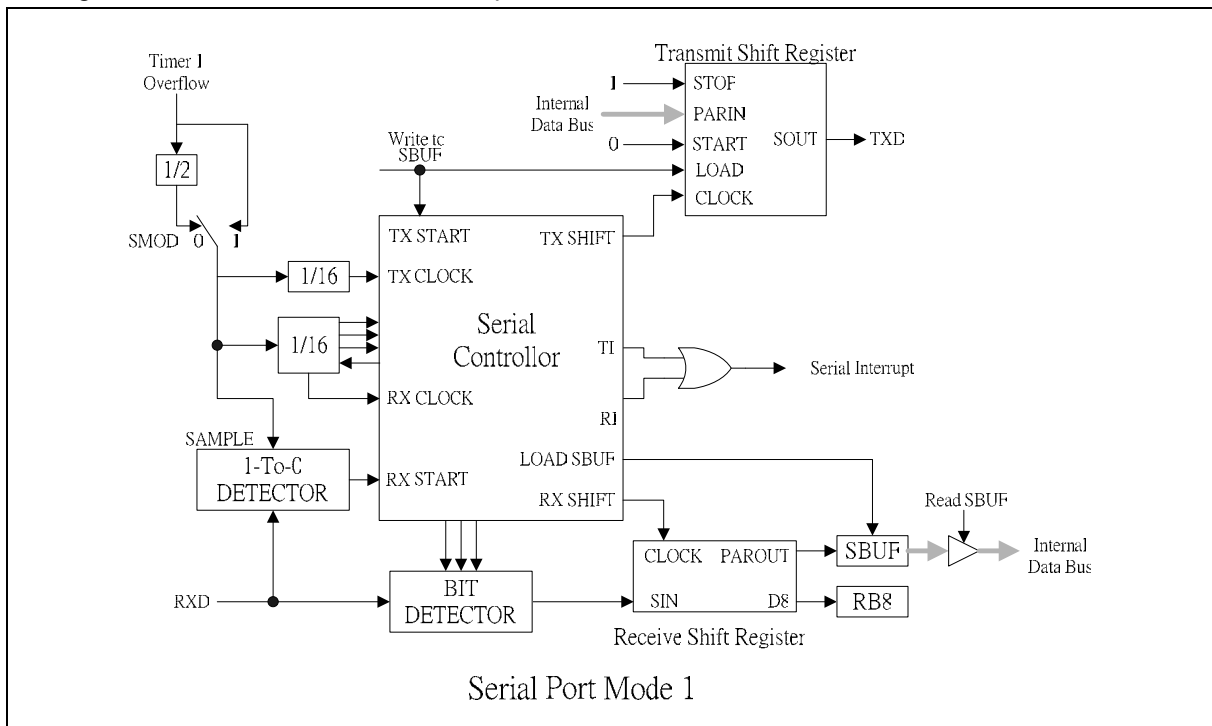 Timer 1
Overflow
1/2
SMOD 0 1
1/16
1/16
SAMPLE
1-To-C
DETECTOR
RXD
Write tc
SBUF
TX START
TX CLOCK
RX CLOCK
RX START
Serial
Controllor
TX SHIFT
TI
RI
LOAD SBUF
RX SHIFT
BIT
DETECTOR
Transmit Shift Register
1
Internal
Data Bus
0
STOF
PARIN
START
LOAD
CLOCK
SOUT
TXD
Serial Interrupt
CLOCK PAROUT
SIN D8
Receive Shift Register
SBUF
RB8
Read SBUF
Internal
Data Bus
Serial Port Mode 1